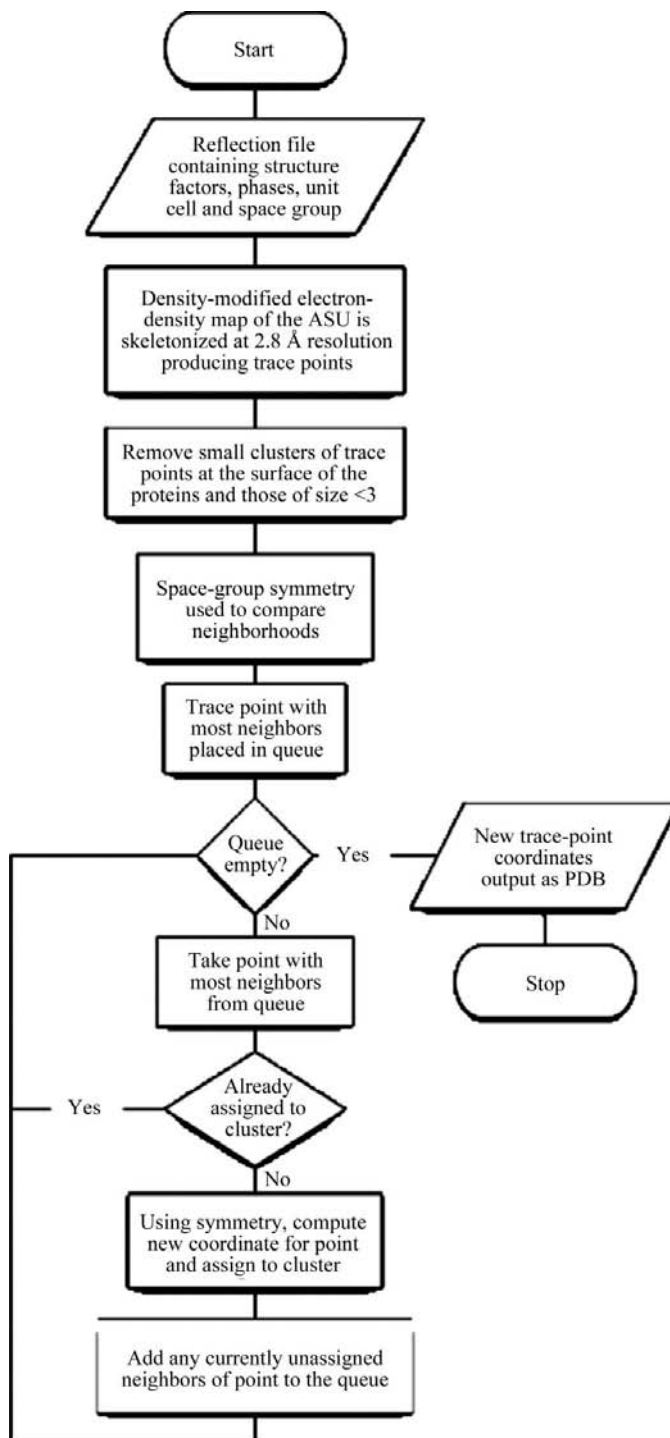 Start
Reflection file
containing structure
factors, phases, unit
cell and space group
Density-modified electron-
density map of the ASU is
skeletonized at 2.8 Å resolution
producing trace points
Remove small clusters of trace
points at the surface of the
proteins and those of size <3
Space-group symmetry
used to compare
neighborhoods
Trace point with
most neighbors
placed in queue
Queue
empty?
Yes
New trace-point
coordinates
output as PDB
Stop
No
Take point with
most neighbors
from queue
Already
assigned to
cluster?
Yes
No
Using symmetry, compute
new coordinate for point
and assign to cluster
Add any currently unassigned
neighbors of point to the queue